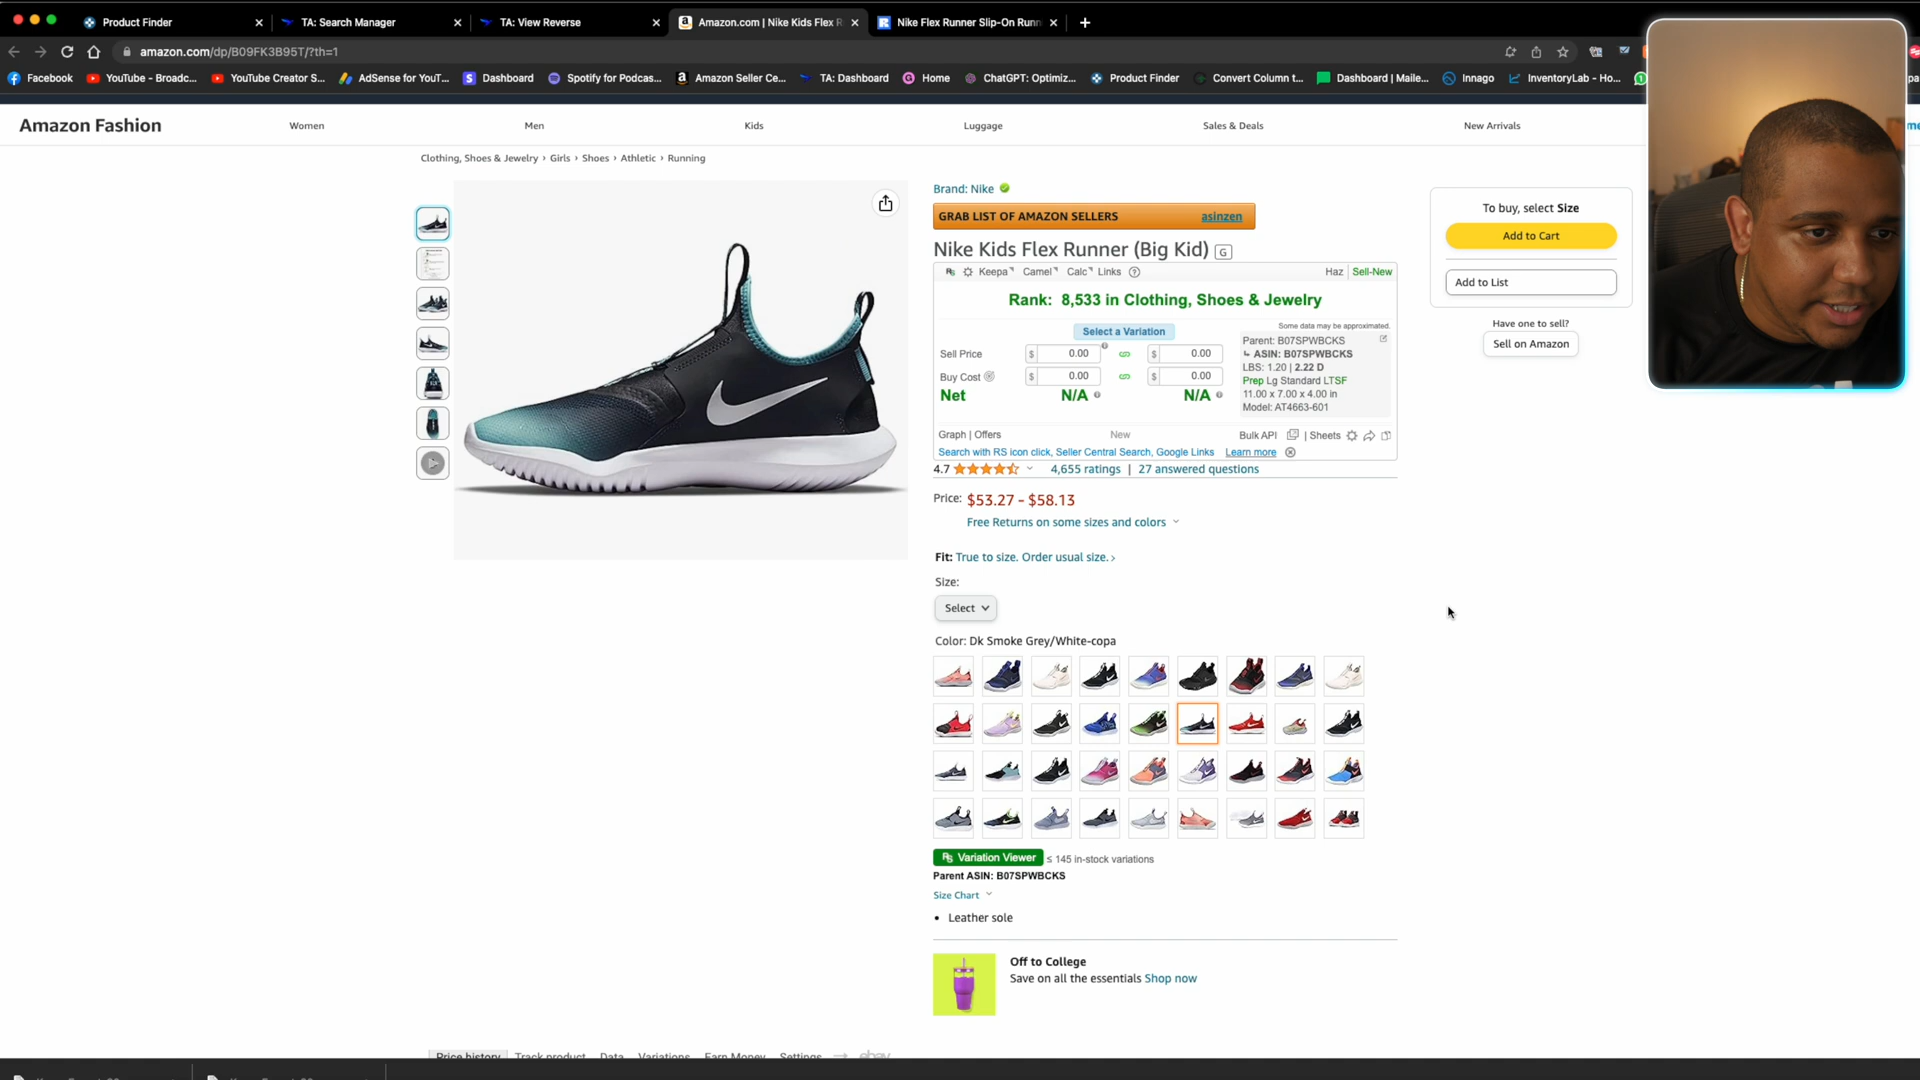 Product Finder
TA: Search Manager
TA: View Reverse
Amazon.com | Nike Kids Flex R
Nike Flex Runner Slip-On Runn
amazon.com/dp/B09FK3B95T/?th=1
Facebook
YouTube - Broadc...
YouTube Creator S...
AdSense for YouT...
Dashboard
Spotify for Podcas...
Amazon Seller Ce...
TA: Dashboard
Home
ChatGPT: Optimiz...
Product Finder
Convert Column t...
Dashboard | Maile...
Innago
InventoryLab - Ho...
Amazon Fashion
Women
Men
Kids
Luggage
Sales & Deals
New Arrivals
Clothing, Shoes & Jewelry › Girls › Shoes › Athletic › Running
Brand: Nike
GRAB LIST OF AMAZON SELLERS asinzen
Nike Kids Flex Runner (Big Kid) G
Keepa Camel Calc Links Haz Sell-New
Rank: 8,533 in Clothing, Shoes & Jewelry
Select a Variation
Some data may be approximated.
Sell Price $ 0.00 $ 0.00
Buy Cost $ 0.00 $ 0.00
Net N/A N/A
Parent: B07SPWBCKS
ASIN: B07SPWBCKS
LBS: 1.20 | 2.22 D
Prep Lg Standard LTSF
11.00 x 7.00 x 4.00 in
Model: AT4663-601
Graph | Offers New Bulk API | Sheets
Search with RS icon click, Seller Central Search, Google Links Learn more
4.7 4,655 ratings | 27 answered questions
Price: $53.27 - $58.13
Free Returns on some sizes and colors
Fit: True to size. Order usual size. ›
Size:
Select
Color: Dk Smoke Grey/White-copa
Variation Viewer ≤ 145 in-stock variations
Parent ASIN: B07SPWBCKS
Size Chart
• Leather sole
Off to College
Save on all the essentials Shop now
To buy, select Size
Add to Cart
Add to List
Have one to sell?
Sell on Amazon
Price history Track product Data Variations Earn Money Settings ebay